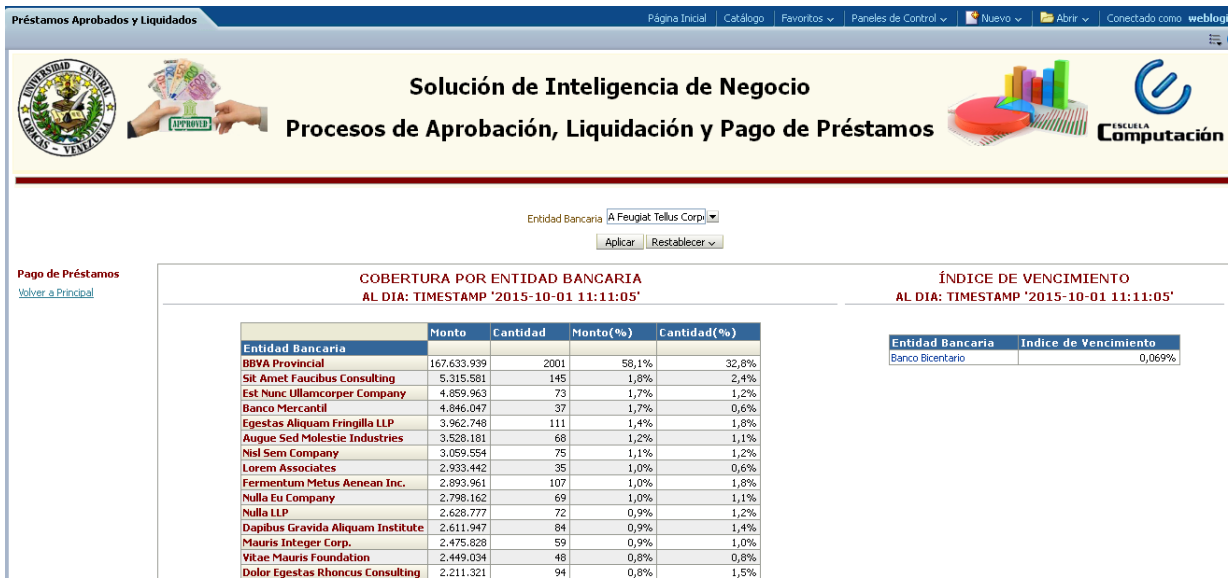 Préstamos Aprobados y Liquidados
Página Inicial Catálogo Favoritos Paneles de Control Nuevo Abrir Conectado como weblogi
UNIVERSIDAD CENTRAL
CARACAS - VENEZUELA
APPROVED
Solución de Inteligencia de Negocio
Procesos de Aprobación, Liquidación y Pago de Préstamos
ESCUELA
Computación
Entidad Bancaria A Feugiat Tellus Corp
Aplicar Restablecer
Pago de Préstamos
Volver a Principal
COBERTURA POR ENTIDAD BANCARIA
AL DIA: TIMESTAMP '2015-10-01 11:11:05'
Monto Cantidad Monto(%) Cantidad(%)
Entidad Bancaria
BBVA Provincial 167.633.939 2001 58,1% 32,8%
Sit Amet Faucibus Consulting 5.315.581 145 1,8% 2,4%
Est Nunc Ullamcorper Company 4.859.963 73 1,7% 1,2%
Banco Mercantil 4.846.047 37 1,7% 0,6%
Egestas Aliquam Fringilla LLP 3.962.748 111 1,4% 1,8%
Augue Sed Molestie Industries 3.528.181 68 1,2% 1,1%
Nisl Sem Company 3.059.554 75 1,1% 1,2%
Lorem Associates 2.933.442 35 1,0% 0,6%
Fermentum Metus Aenean Inc. 2.893.961 107 1,0% 1,8%
Nulla Eu Company 2.798.162 69 1,0% 1,1%
Nulla LLP 2.628.777 72 0,9% 1,2%
Dapibus Gravida Aliquam Institute 2.611.947 84 0,9% 1,4%
Mauris Integer Corp. 2.475.828 59 0,9% 1,0%
Vitae Mauris Foundation 2.449.034 48 0,8% 0,8%
Dolor Egestas Rhoncus Consulting 2.211.321 94 0,8% 1,5%
ÍNDICE DE VENCIMIENTO
AL DIA: TIMESTAMP '2015-10-01 11:11:05'
Entidad Bancaria Indice de Vencimiento
Banco Bicentario 0,069%